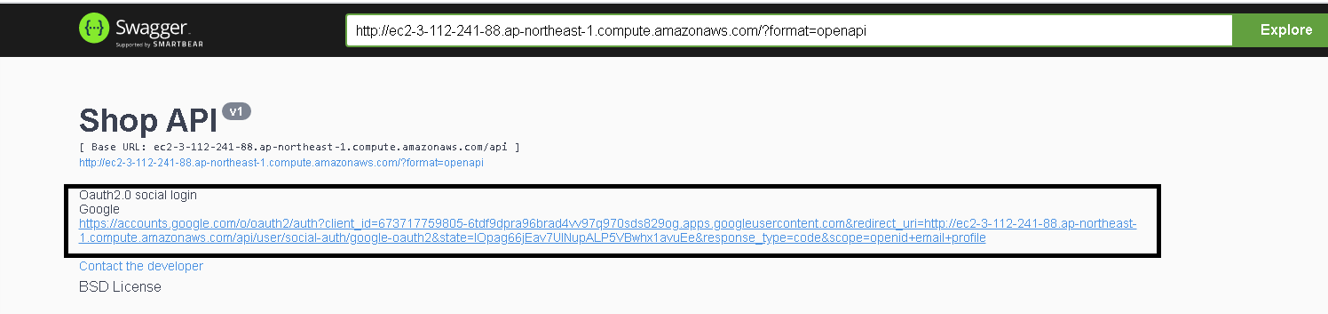 Swagger
Supported by SMARTBEAR
http://ec2-3-112-241-88.ap-northeast-1.compute.amazonaws.com/?format=openapi
Explore
Shop API v1
[ Base URL: ec2-3-112-241-88.ap-northeast-1.compute.amazonaws.com/api ]
http://ec2-3-112-241-88.ap-northeast-1.compute.amazonaws.com/?format=openapi
Oauth2.0 social login
Google
https://accounts.google.com/o/oauth2/auth?client_id=673717759805-6tdf9dpra96brad4vv97q970sds829og.apps.googleusercontent.com&redirect_uri=http://ec2-3-112-241-88.ap-northeast-
1.compute.amazonaws.com/api/user/social-auth/google-oauth2&state=IOpag66jEav7UINupALP5VBwhx1avuEe&response_type=code&scope=openid+email+profile
Contact the developer
BSD License